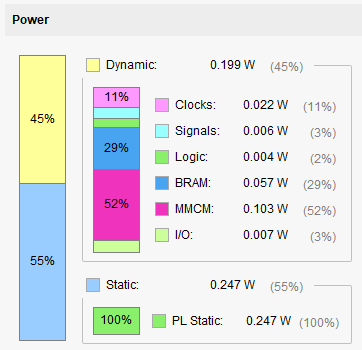 Power
Dynamic: 0.199 W (45%)
11%
Clocks: 0.022 W (11%)
Signals: 0.006 W (3%)
45%
Logic: 0.004 W (2%)
29%
BRAM: 0.057 W (29%)
52%
MMCM: 0.103 W (52%)
I/O: 0.007 W (3%)
55%
Static: 0.247 W (55%)
100%
PL Static: 0.247 W (100%)